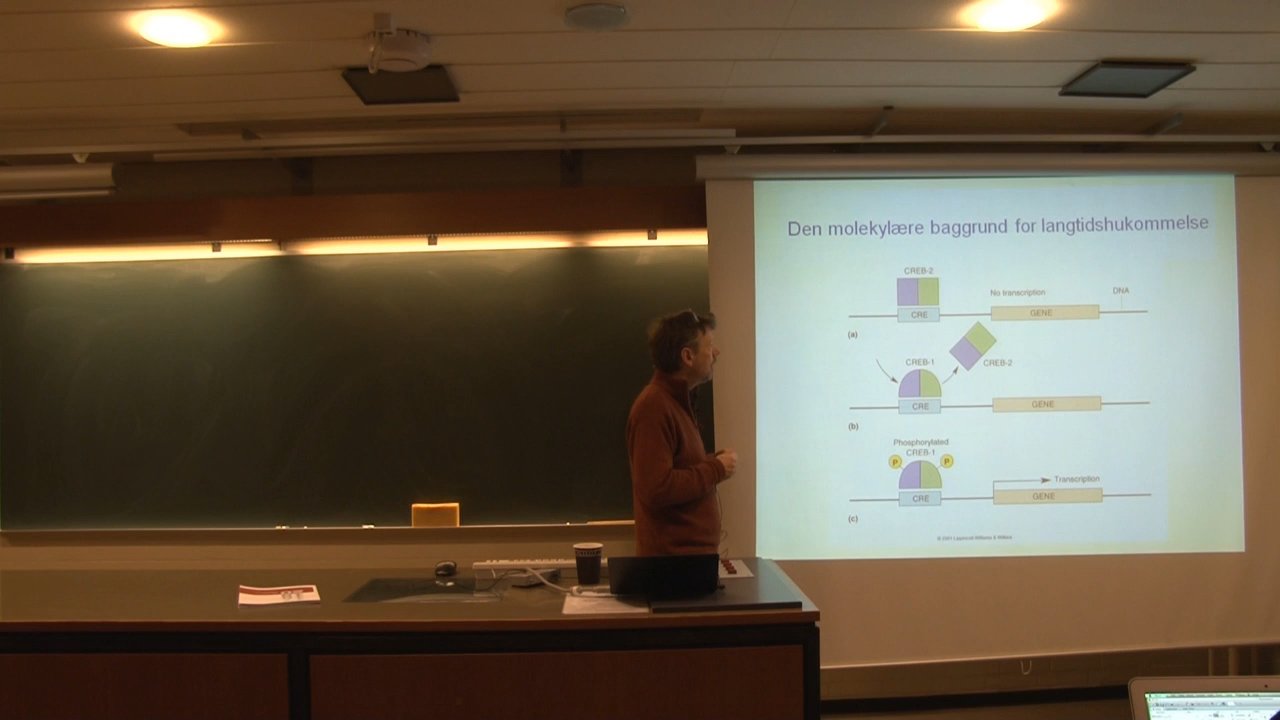 Den molekylære baggrund for langtidshukommelse
CREB-2
No transcription
DNA
CRE
GENE
(a)
CREB-1
CREB-2
CRE
GENE
(b)
Phosphorylated
CREB-1
P
P
Transcription
CRE
GENE
(c)